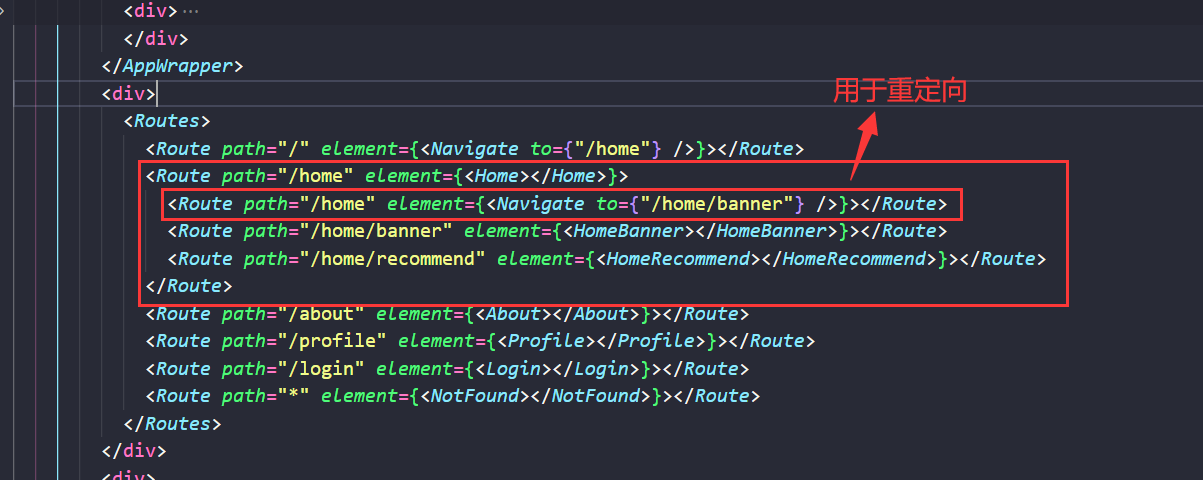 <div> ···
</div>
</AppWrapper>
<div>
用于重定向
<Routes>
<Route path="/" element={<Navigate to={"/home"} />}></Route>
<Route path="/home" element={<Home></Home>}>
<Route path="/home" element={<Navigate to={"/home/banner"} />}></Route>
<Route path="/home/banner" element={<HomeBanner></HomeBanner>}></Route>
<Route path="/home/recommend" element={<HomeRecommend></HomeRecommend>}></Route>
</Route>
<Route path="/about" element={<About></About>}></Route>
<Route path="/profile" element={<Profile></Profile>}></Route>
<Route path="/login" element={<Login></Login>}></Route>
<Route path="*" element={<NotFound></NotFound>}></Route>
</Routes>
</div>
<div>